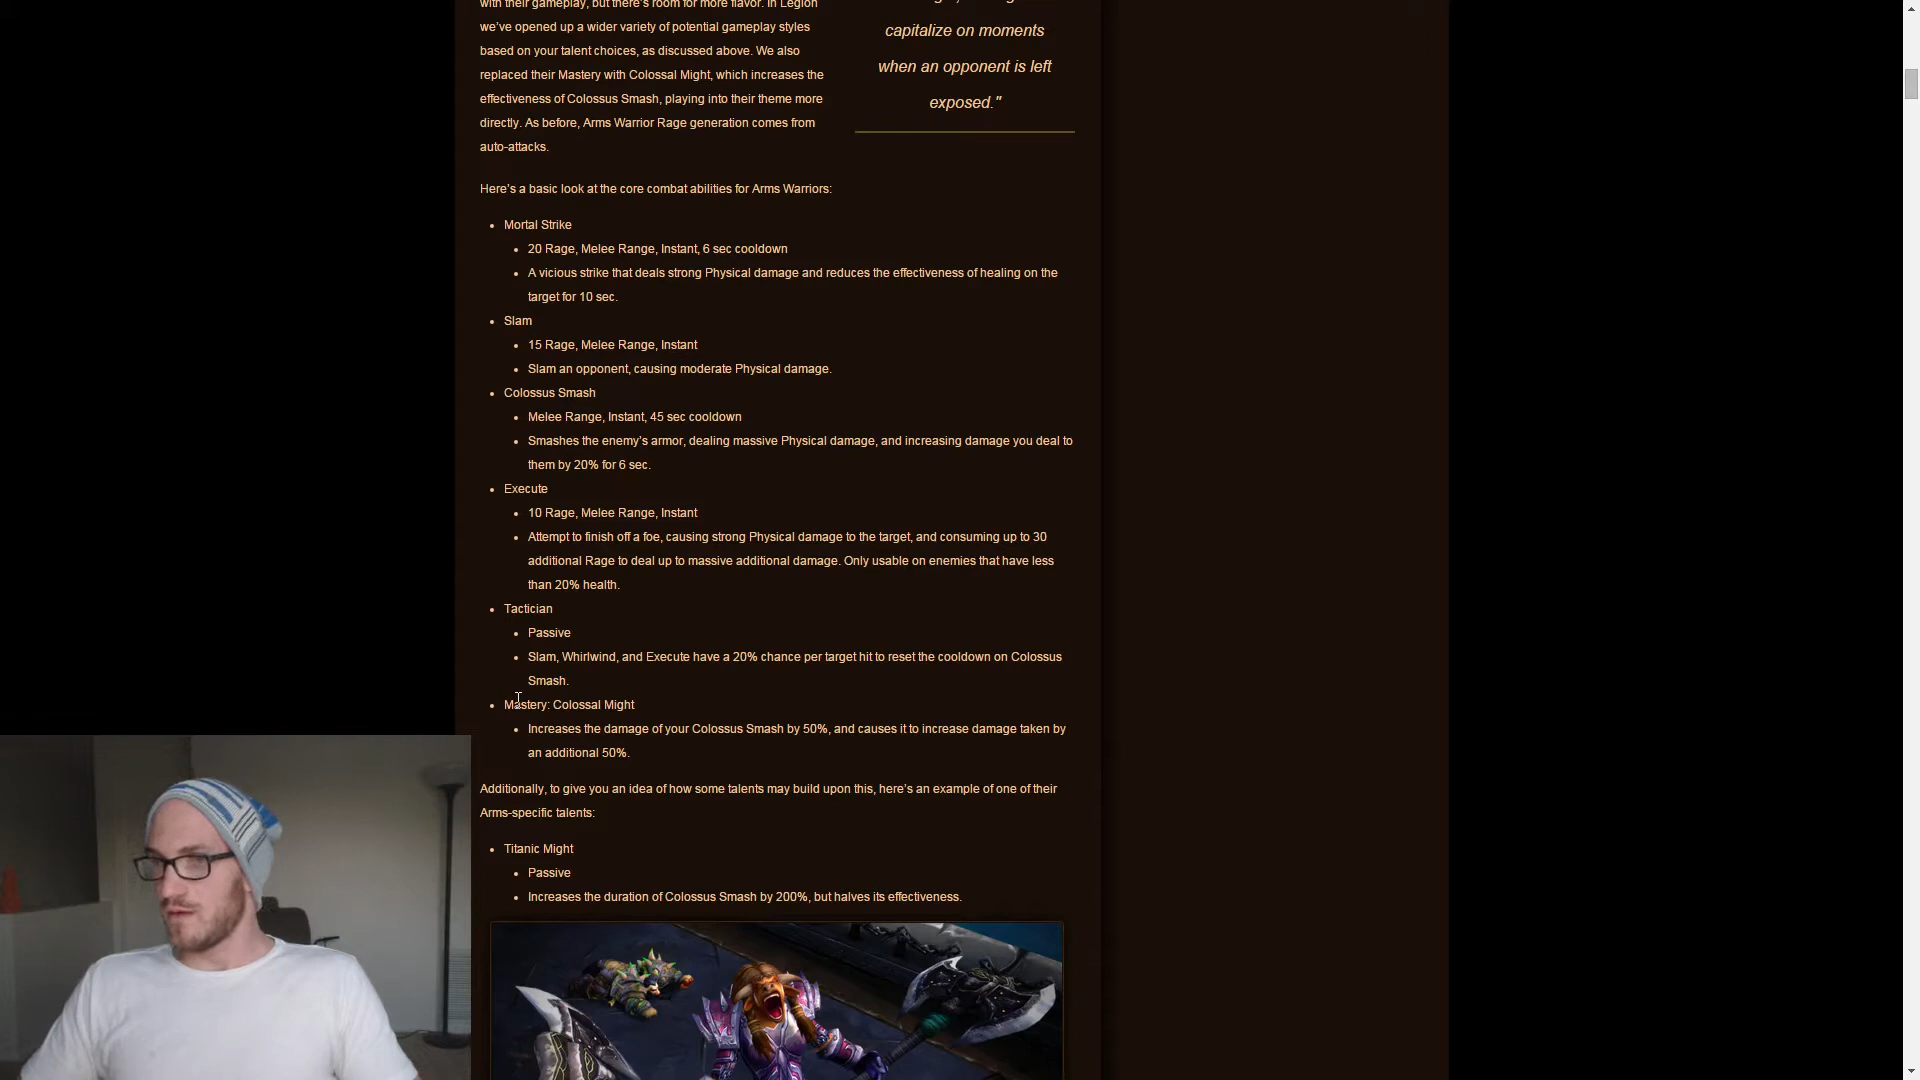 with their gameplay, but there's room for more flavor. In Legion
we've opened up a wider variety of potential gameplay styles
based on your talent choices, as discussed above. We also
replaced their Mastery with Colossal Might, which increases the
effectiveness of Colossus Smash, playing into their theme more
directly. As before, Arms Warrior Rage generation comes from
auto-attacks.
capitalize on moments
when an opponent is left
exposed."
Here's a basic look at the core combat abilities for Arms Warriors:
Mortal Strike
20 Rage, Melee Range, Instant, 6 sec cooldown
A vicious strike that deals strong Physical damage and reduces the effectiveness of healing on the
target for 10 sec.
Slam
15 Rage, Melee Range, Instant
Slam an opponent, causing moderate Physical damage.
Colossus Smash
Melee Range, Instant, 45 sec cooldown
Smashes the enemy's armor, dealing massive Physical damage, and increasing damage you deal to
them by 20% for 6 sec.
Execute
10 Rage, Melee Range, Instant
Attempt to finish off a foe, causing strong Physical damage to the target, and consuming up to 30
additional Rage to deal up to massive additional damage. Only usable on enemies that have less
than 20% health.
Tactician
Passive
Slam, Whirlwind, and Execute have a 20% chance per target hit to reset the cooldown on Colossus
Smash.
Mastery: Colossal Might
Increases the damage of your Colossus Smash by 50%, and causes it to increase damage taken by
an additional 50%.
Additionally, to give you an idea of how some talents may build upon this, here's an example of one of their
Arms-specific talents:
Titanic Might
Passive
Increases the duration of Colossus Smash by 200%, but halves its effectiveness.